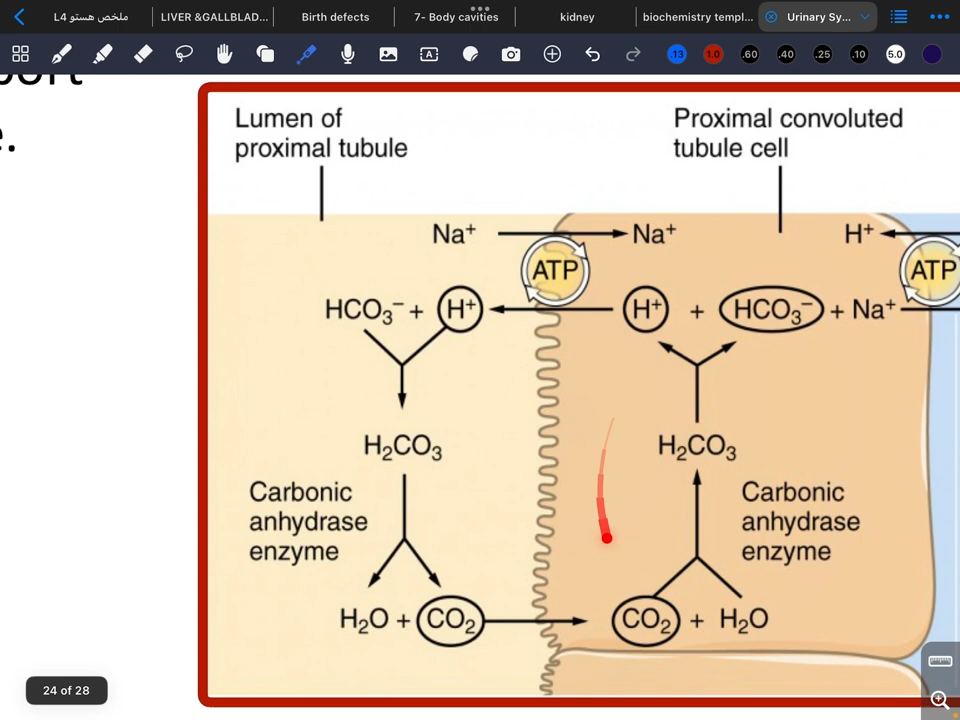 ملخص هستو L4
LIVER &GALLBLAD...
Birth defects
7- Body cavities
kidney
biochemistry templ...
Urinary Sy...
A
13
1.0
.60
.40
.25
.10
5.0
e.
Lumen of
proximal tubule
Proximal convoluted
tubule cell
Na⁺ Na⁺ H⁺
ATP ATP
HCO₃⁻ + H⁺ H⁺ + HCO₃⁻ + Na⁺
H₂CO₃ H₂CO₃
Carbonic
anhydrase
enzyme
Carbonic
anhydrase
enzyme
H₂O + CO₂ CO₂ + H₂O
24 of 28